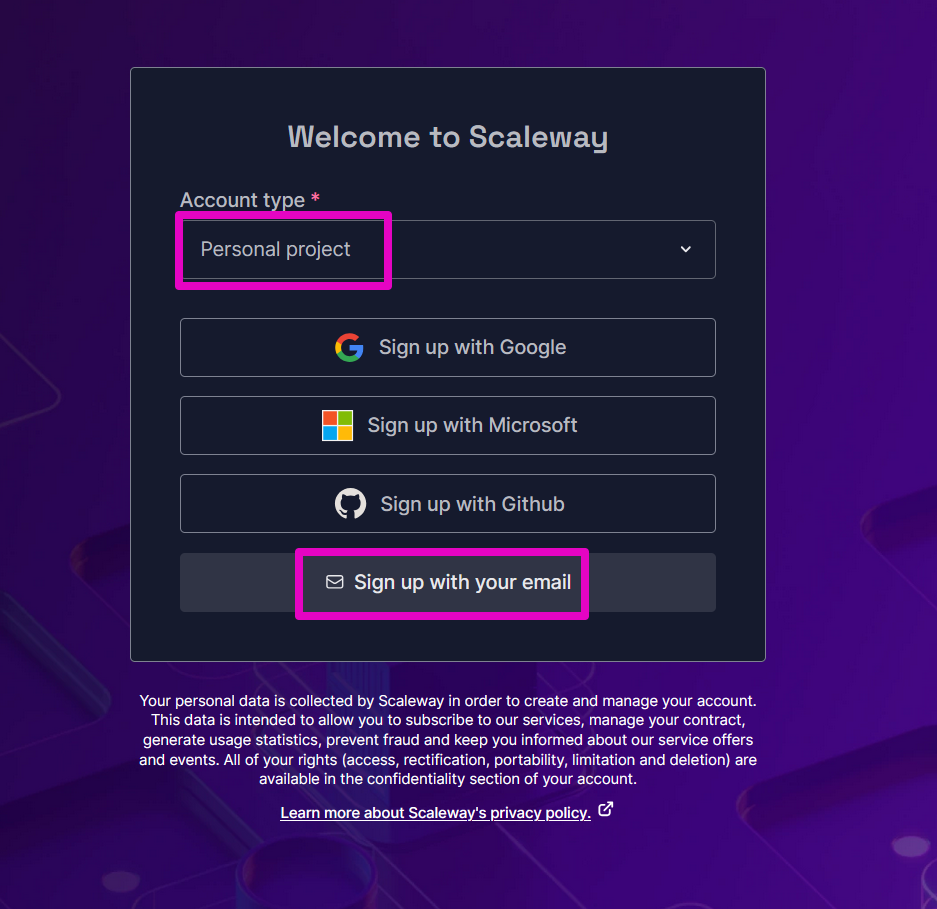 Welcome to Scaleway
Account type *
Personal project
Sign up with Google
Sign up with Microsoft
Sign up with Github
Sign up with your email
Your personal data is collected by Scaleway in order to create and manage your account.
This data is intended to allow you to subscribe to our services, manage your contract,
generate usage statistics, prevent fraud and keep you informed about our service offers
and events. All of your rights (access, rectification, portability, limitation and deletion) are
available in the confidentiality section of your account.
Learn more about Scaleway's privacy policy.